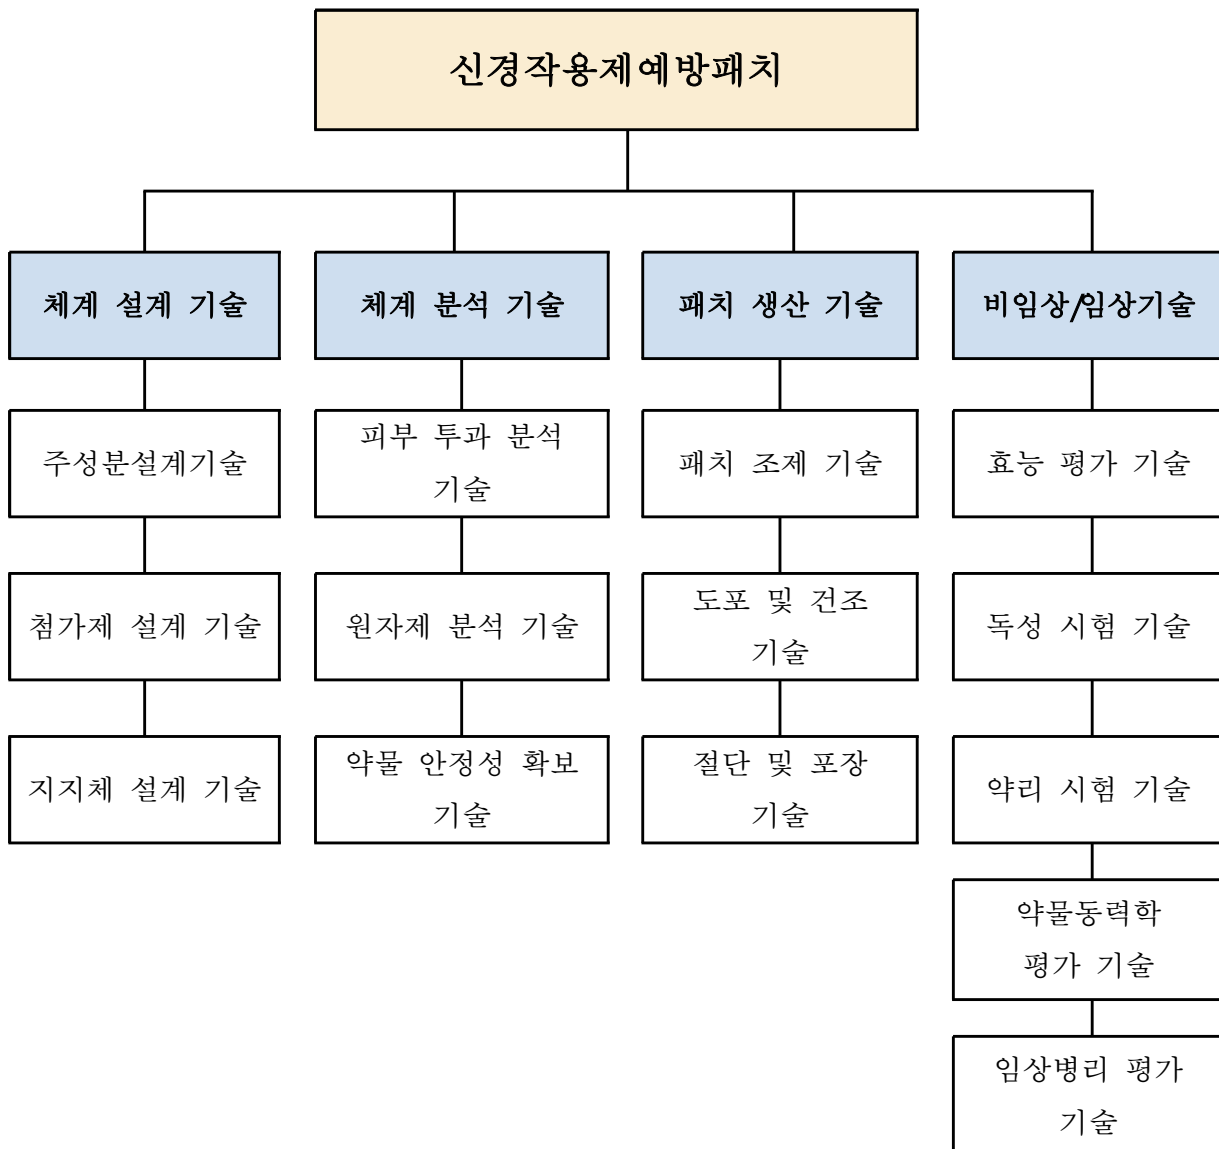 신경작용제예방패치
체계 설계 기술
체계 분석 기술
패치 생산 기술
비임상/임상기술
주성분설계기술
피부 투과 분석
기술
패치 조제 기술
효능 평가 기술
첨가제 설계 기술
원자제 분석 기술
도포 및 건조
기술
독성 시험 기술
지지체 설계 기술
약물 안정성 확보
기술
절단 및 포장
기술
약리 시험 기술
약물동력학
평가 기술
임상병리 평가
기술